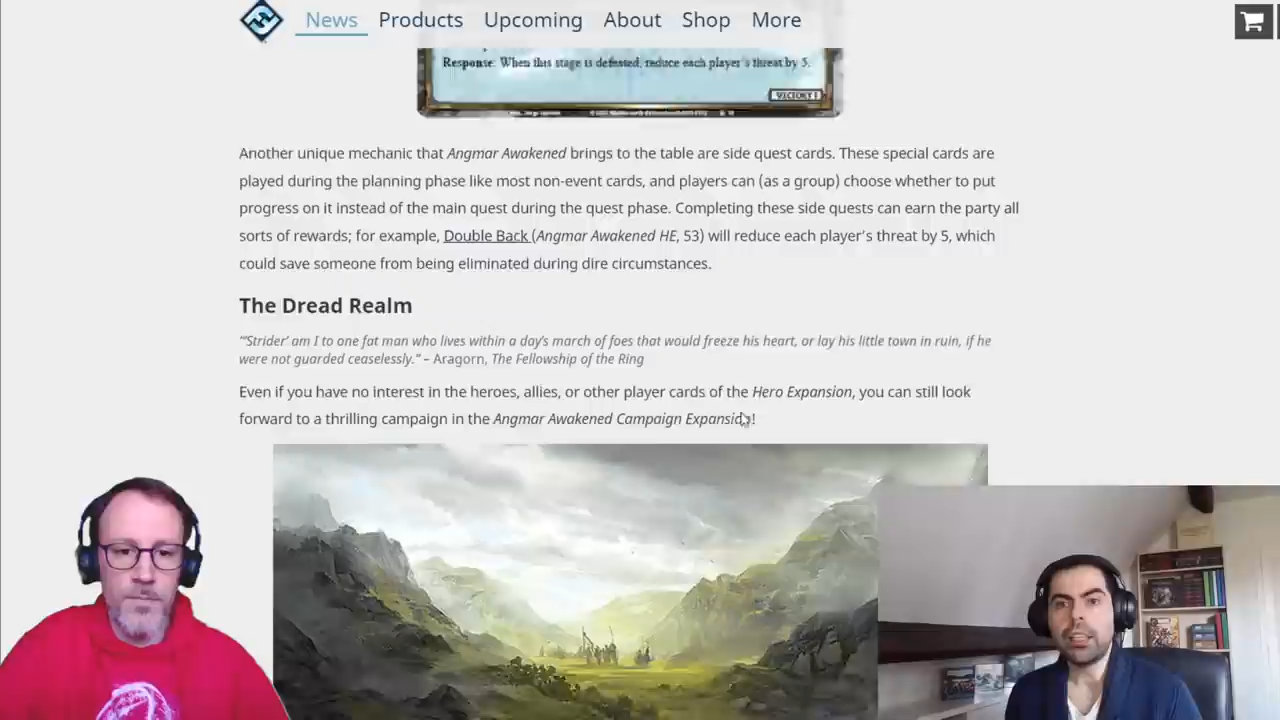 News Products Upcoming About Shop More
Response: When this stage is defeated, reduce each player's threat by 5.
VICTORY 1
Another unique mechanic that Angmar Awakened brings to the table are side quest cards. These special cards are
played during the planning phase like most non-event cards, and players can (as a group) choose whether to put
progress on it instead of the main quest during the quest phase. Completing these side quests can earn the party all
sorts of rewards; for example, Double Back (Angmar Awakened HE, 53) will reduce each player's threat by 5, which
could save someone from being eliminated during dire circumstances.
The Dread Realm
“‘Strider’ am I to one fat man who lives within a day’s march of foes that would freeze his heart, or lay his little town in ruin, if he
were not guarded ceaselessly.” – Aragorn, The Fellowship of the Ring
Even if you have no interest in the heroes, allies, or other player cards of the Hero Expansion, you can still look
forward to a thrilling campaign in the Angmar Awakened Campaign Expansion!